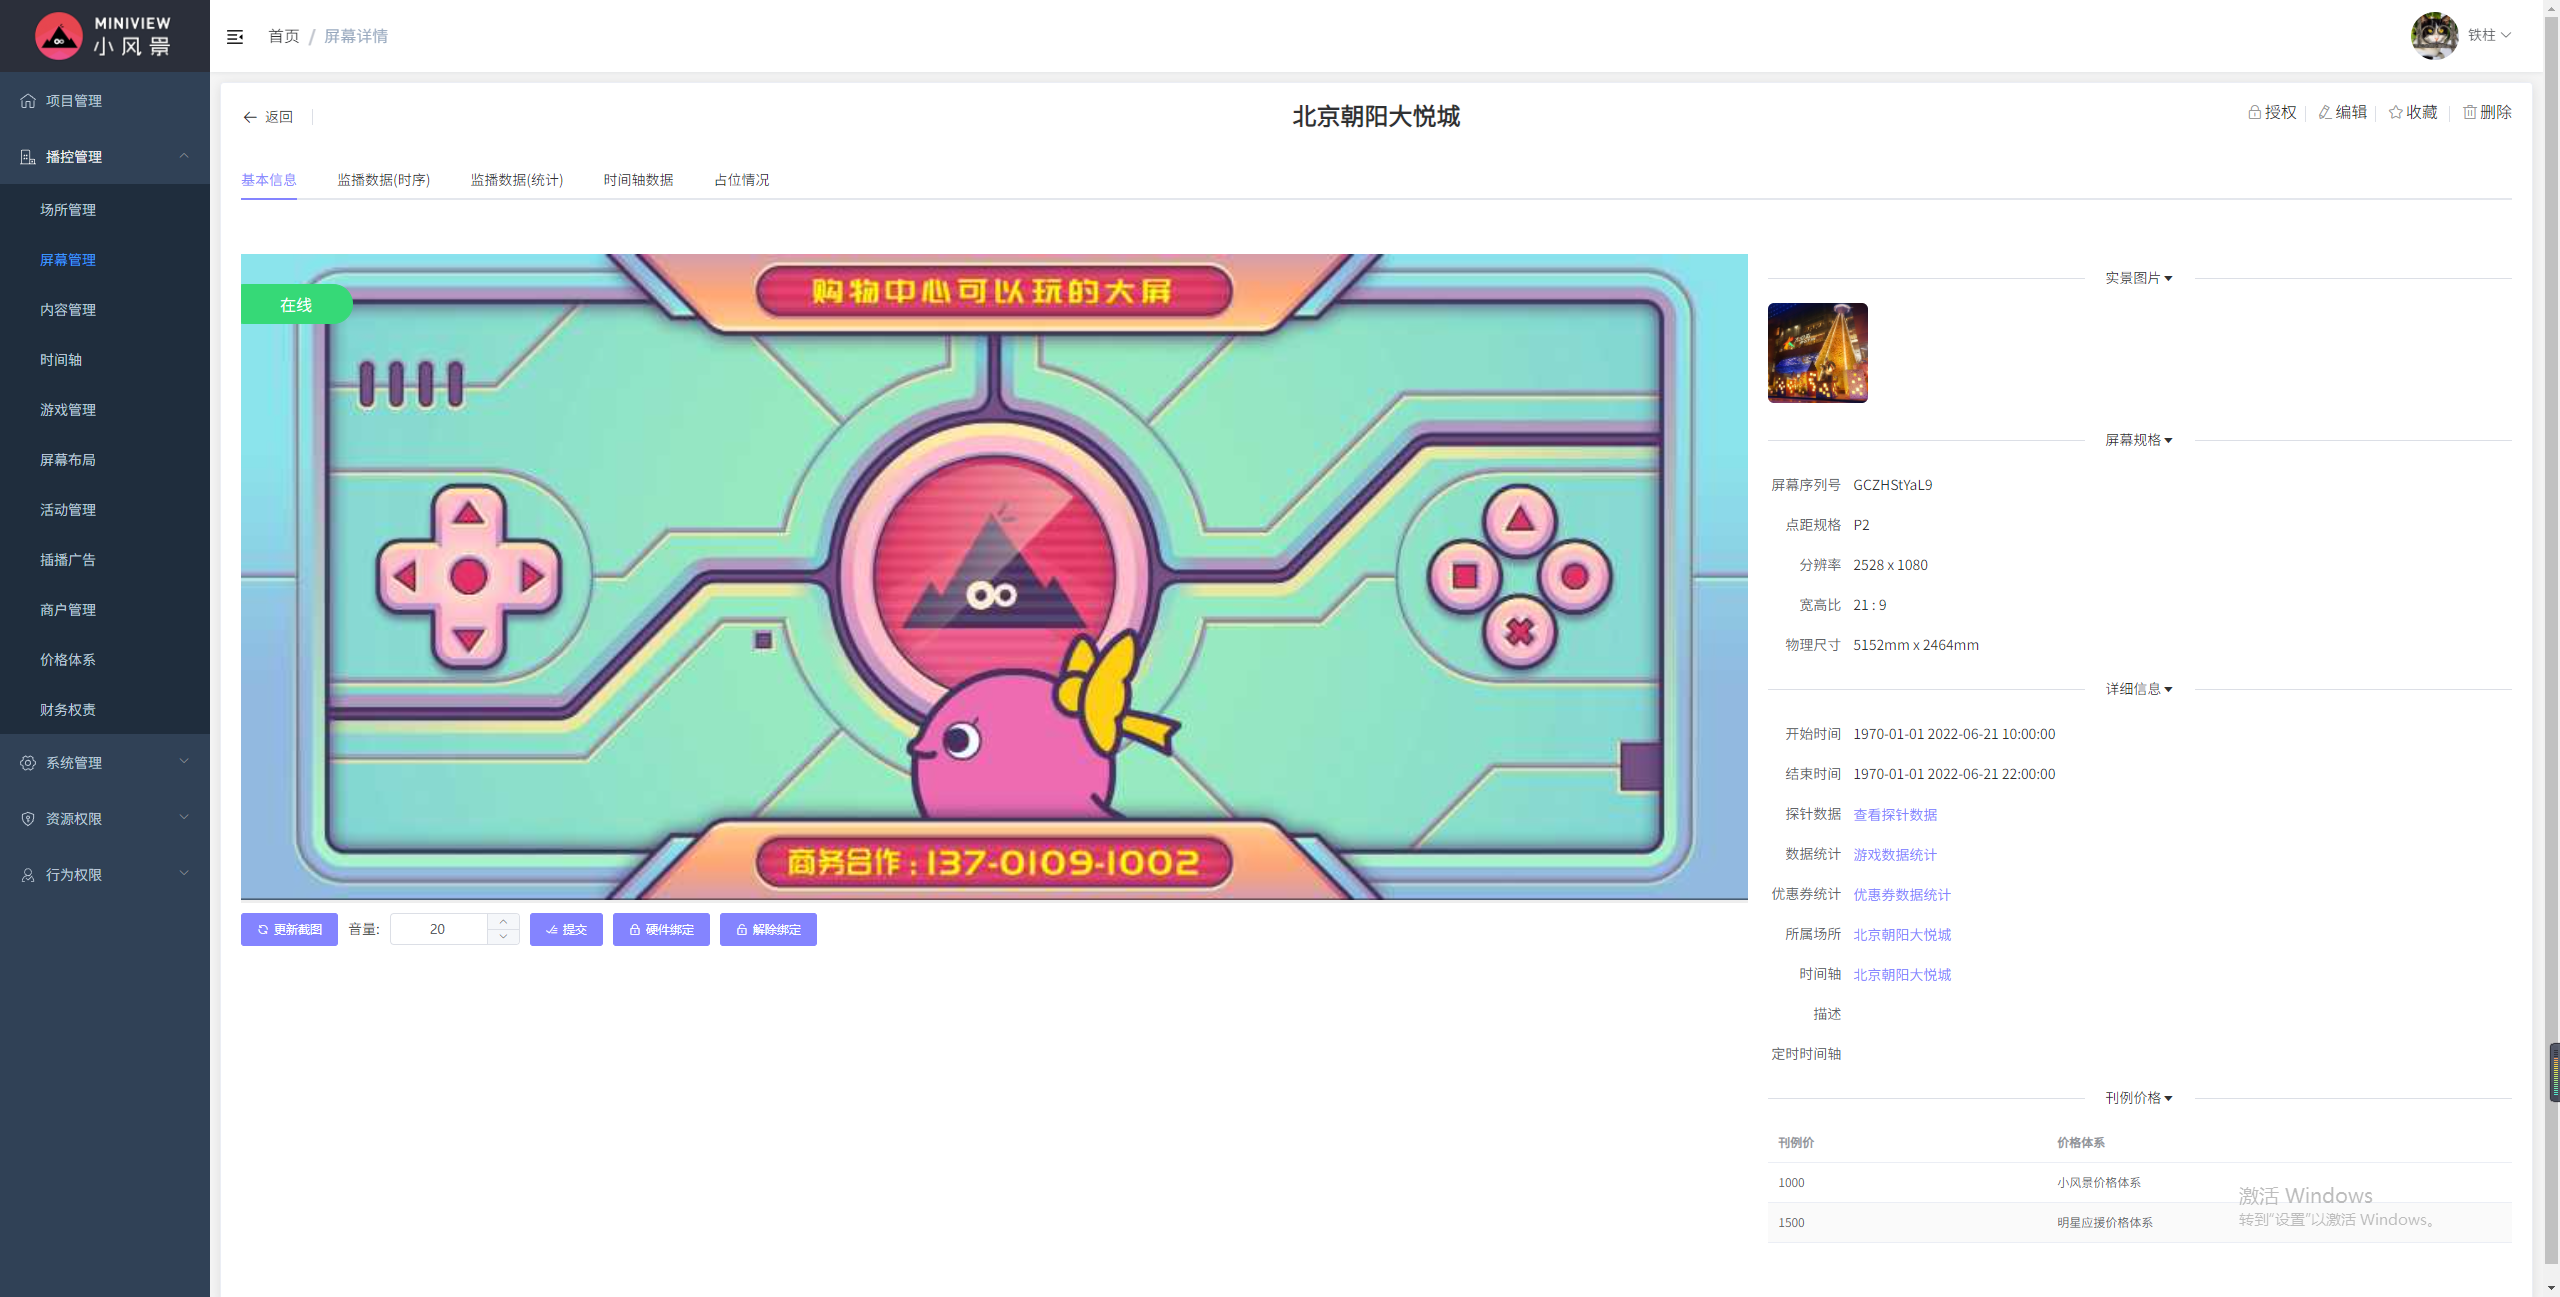 MINIVIEW
小风景
首页 / 屏幕详情
铁柱
项目管理
播控管理
场所管理
屏幕管理
内容管理
时间轴
游戏管理
屏幕布局
活动管理
插播广告
商户管理
价格体系
财务权责
系统管理
资源权限
行为权限
返回
北京朝阳大悦城
授权
编辑
收藏
删除
基本信息
监播数据(时序)
监播数据(统计)
时间轴数据
占位情况
在线
购物中心可以玩的大屏
商务合作:137-0109-1002
更新截图
音量:
20
提交
硬件绑定
解除绑定
实景图片
屏幕规格
屏幕序列号 GCZHStYaL9
点距规格 P2
分辨率 2528 x 1080
宽高比 21 : 9
物理尺寸 5152mm x 2464mm
详细信息
开始时间 1970-01-01 2022-06-21 10:00:00
结束时间 1970-01-01 2022-06-21 22:00:00
探针数据 查看探针数据
数据统计 游戏数据统计
优惠券统计 优惠券数据统计
所属场所 北京朝阳大悦城
时间轴 北京朝阳大悦城
描述
定时时间轴
刊例价格
刊例价 价格体系
1000 小风景价格体系
1500 明星应援价格体系
激活 Windows
转到"设置"以激活 Windows。